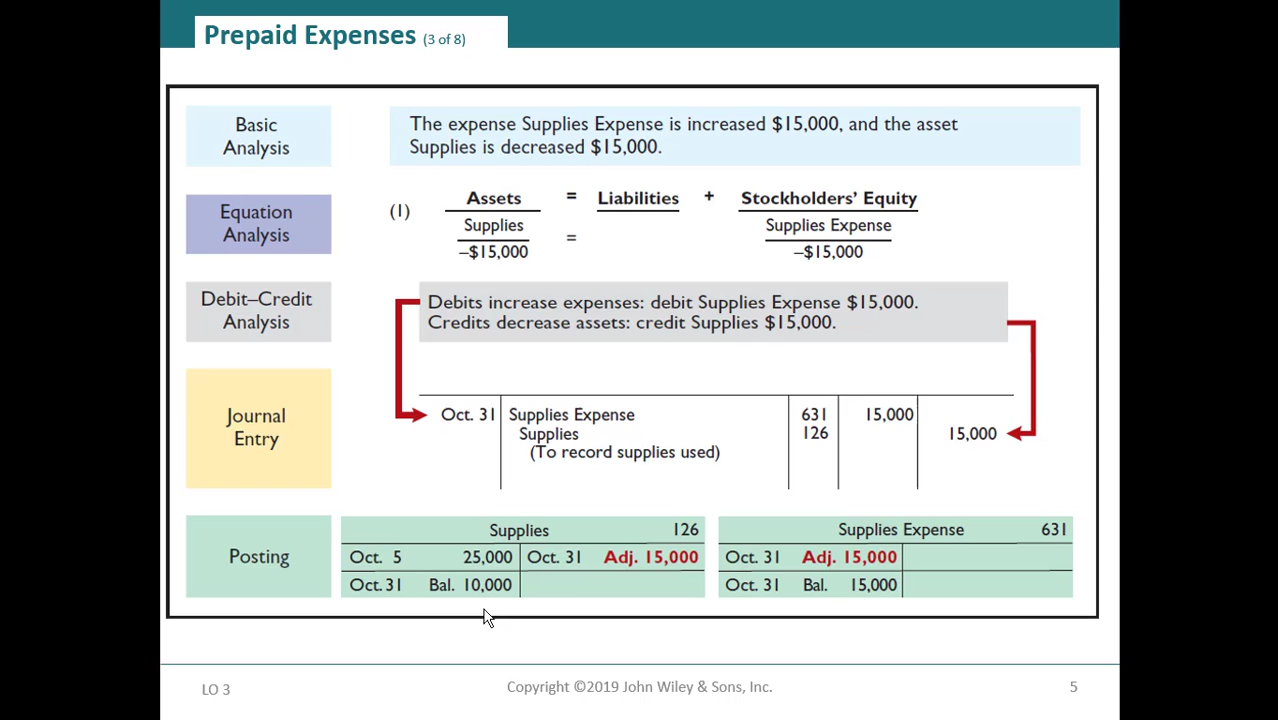 Prepaid Expenses (3 of 8)
Basic
Analysis
The expense Supplies Expense is increased $15,000, and the asset
Supplies is decreased $15,000.
Equation
Analysis
(1)
Assets = Liabilities + Stockholders' Equity
Supplies = Supplies Expense
–$15,000 –$15,000
Debit–Credit
Analysis
Debits increase expenses: debit Supplies Expense $15,000.
Credits decrease assets: credit Supplies $15,000.
Journal
Entry
Oct. 31 Supplies Expense 631 15,000
Supplies 126 15,000
(To record supplies used)
Posting
Supplies 126
Oct. 5 25,000 Oct. 31 Adj. 15,000
Oct. 31 Bal. 10,000
Supplies Expense 631
Oct. 31 Adj. 15,000
Oct. 31 Bal. 15,000
LO 3
Copyright ©2019 John Wiley & Sons, Inc.
5